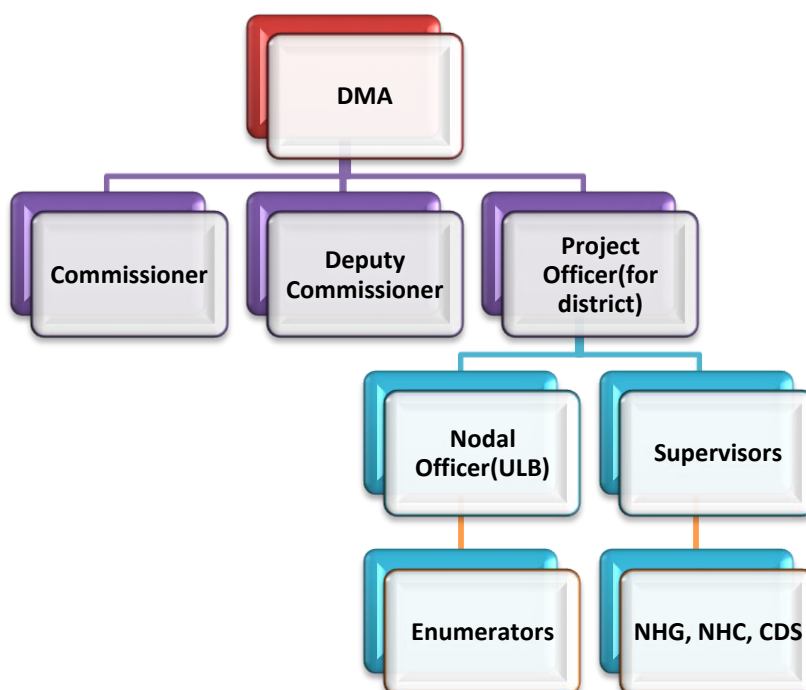 DMA
Commissioner
Deputy
Commissioner
Project
Officer(for
district)
Nodal
Officer(ULB)
Supervisors
Enumerators
NHG, NHC, CDS